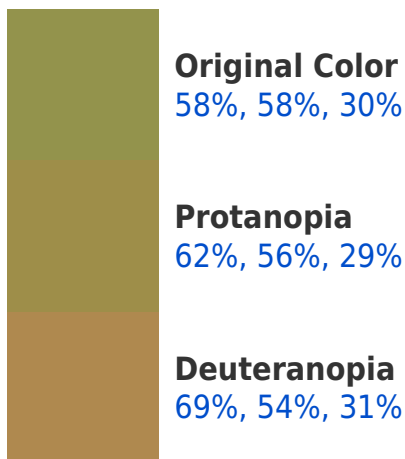 Original Color
58%, 58%, 30%
Protanopia
62%, 56%, 29%
Deuteranopia
69%, 54%, 31%